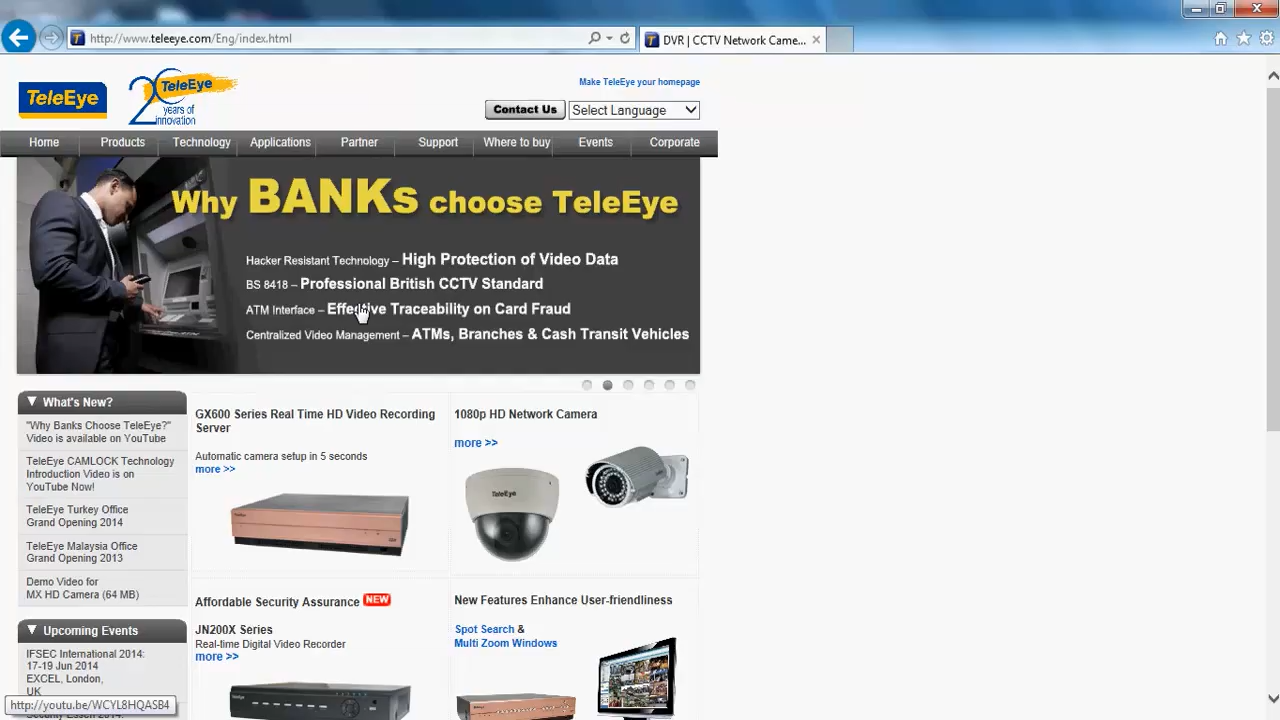 http://www.teleeye.com/Eng/index.html
DVR | CCTV Network Came...
TeleEye
20 TeleEye
years of
innovation
Make TeleEye your homepage
Contact Us
Select Language
Home
Products
Technology
Applications
Partner
Support
Where to buy
Events
Corporate
Why BANKs choose TeleEye
Hacker Resistant Technology – High Protection of Video Data
BS 8418 – Professional British CCTV Standard
ATM Interface – Effective Traceability on Card Fraud
Centralized Video Management – ATMs, Branches & Cash Transit Vehicles
What's New?
"Why Banks Choose TeleEye?"
Video is available on YouTube
TeleEye CAMLOCK Technology
Introduction Video is on
YouTube Now!
TeleEye Turkey Office
Grand Opening 2014
TeleEye Malaysia Office
Grand Opening 2013
Demo Video for
MX HD Camera (64 MB)
Upcoming Events
IFSEC International 2014:
17-19 Jun 2014
EXCEL, London,
UK
http://youtu.be/WCYL8HQASB4
GX600 Series Real Time HD Video Recording
Server
Automatic camera setup in 5 seconds
more >>
1080p HD Network Camera
more >>
TeleEye
Affordable Security Assurance NEW
JN200X Series
Real-time Digital Video Recorder
more >>
New Features Enhance User-friendliness
Spot Search &
Multi Zoom Windows